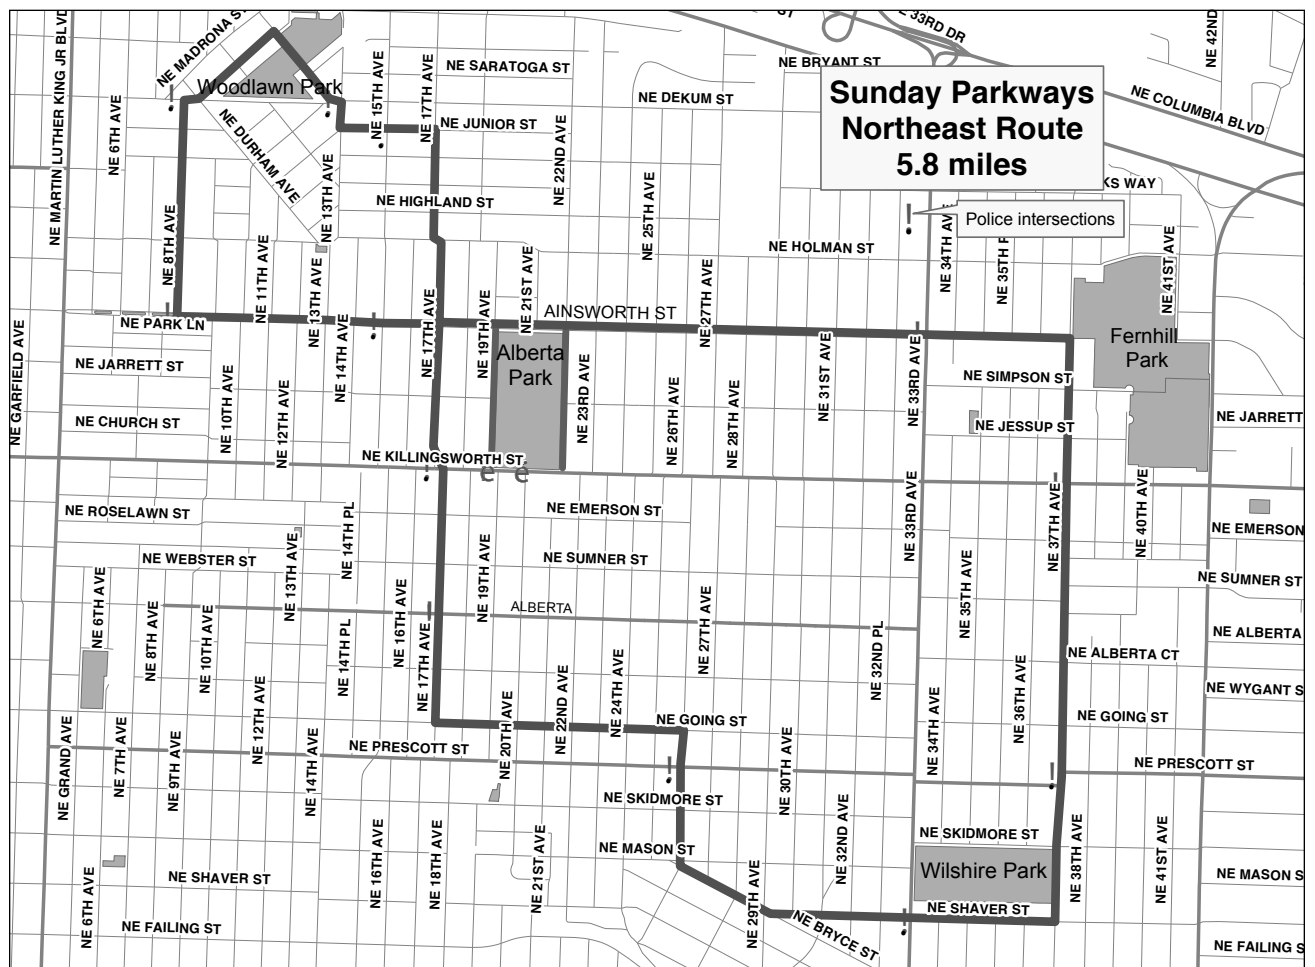 NE MADRONA ST
ST
E 33RD DR
NE 42ND
NE MARTIN LUTHER KING JR BLVD
NE SARATOGA ST
NE BRYANT ST
NE 15TH AVE
NE 17TH AVE
Woodlawn Park
NE DEKUM ST
Sunday Parkways
Northeast Route
5.8 miles
NE COLUMBIA BLVD
NE 6TH AVE
NE JUNIOR ST
NE 22ND AVE
NE DURHAM AVE
NE 13TH AVE
NE 25TH AVE
KS WAY
NE HIGHLAND ST
Police intersections
NE 8TH AVE
NE 11TH AVE
NE 13TH AVE
NE 21ST AVE
NE HOLMAN ST
NE 34TH AVE
NE 35TH P
NE 41ST AVE
NE 27TH AVE
NE PARK LN
NE 14TH AVE
NE 17TH AVE
NE 19TH AVE
AINSWORTH ST
NE GARFIELD AVE
Alberta
Park
Fernhill
Park
NE JARRETT ST
NE 10TH AVE
NE 12TH AVE
NE 23RD AVE
NE 26TH AVE
NE 28TH AVE
NE 31ST AVE
NE 33RD AVE
NE SIMPSON ST
NE CHURCH ST
NE JESSUP ST
NE JARRETT
NE KILLINGSWORTH ST
e e
NE ROSELAWN ST
NE 14TH PL
NE EMERSON ST
NE 33RD AVE
NE 37TH AVE
NE 40TH AVE
NE EMERSON
NE WEBSTER ST
NE 13TH AVE
NE 19TH AVE
NE SUMNER ST
NE 35TH AVE
NE SUMNER ST
NE 6TH AVE
NE 8TH AVE
NE 10TH AVE
NE 14TH PL
NE 16TH AVE
NE 17TH AVE
ALBERTA
NE 27TH AVE
NE 32ND PL
NE ALBERTA
NE ALBERTA CT
NE 12TH AVE
NE 20TH AVE
NE 22ND AVE
NE 24TH AVE
NE 34TH AVE
NE 36TH AVE
NE WYGANT S
NE GOING ST
NE GOING ST
NE GRAND AVE
NE 7TH AVE
NE 9TH AVE
NE 14TH AVE
NE PRESCOTT ST
NE 30TH AVE
NE PRESCOTT ST
NE SKIDMORE ST
NE 32ND AVE
NE SKIDMORE ST
NE 16TH AVE
NE 18TH AVE
NE 21ST AVE
NE MASON ST
NE 29TH AVE
Wilshire Park
NE 38TH AVE
NE 41ST AVE
NE MASON S
NE 6TH AVE
NE SHAVER ST
NE SHAVER ST
NE FAILING ST
NE BRYCE ST
NE FAILING S